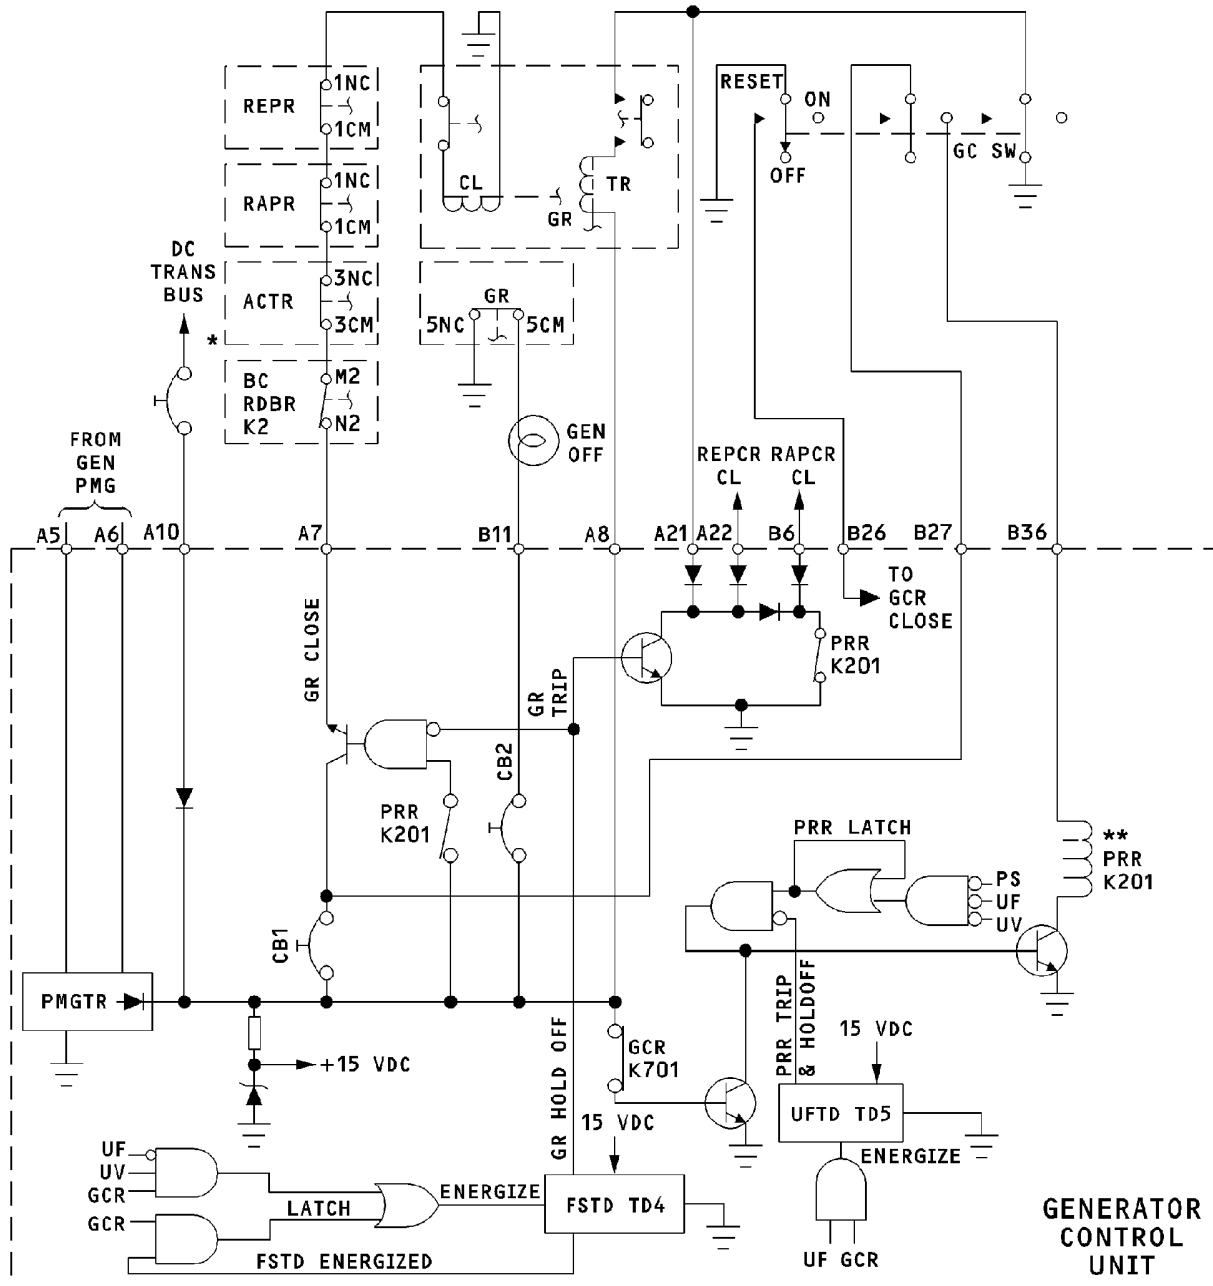 1NC
REPR
1CM
1NC
RAPR
1CM
CL
TR
GR
RESET
ON
OFF
GC SW
DC
TRANS
BUS
*
3NC
ACTR
3CM
GR
5NC
5CM
BC
RDBR
K2
M2
N2
GEN
OFF
FROM
GEN
PMG
REPCR
CL
RAPCR
CL
A5
A6
A10
A7
B11
A8
A21
A22
B6
B26
B27
B36
TO
GCR
CLOSE
GR CLOSE
GR
TRIP
PRR
K201
CB2
PRR
K201
PRR LATCH
**
PRR
K201
PS
UF
UV
CB1
PMGTR
+15 VDC
GR HOLD OFF
GCR
K701
PRR TRIP
& HOLDOFF
15 VDC
15 VDC
UFTD TD5
ENERGIZE
UF GCR
UF
UV
GCR
GCR
LATCH
ENERGIZE
FSTD TD4
FSTD ENERGIZED
GENERATOR
CONTROL
UNIT